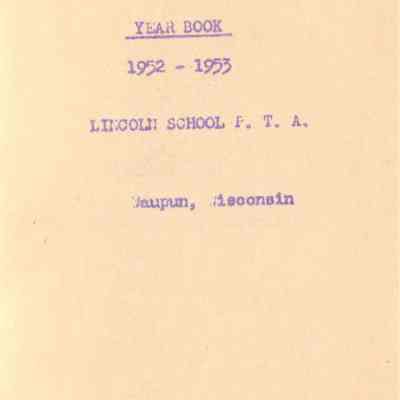 YEAR BOOK
1952 - 1953
LINCOLN SCHOOL P. T. A.
Waupun, Wisconsin